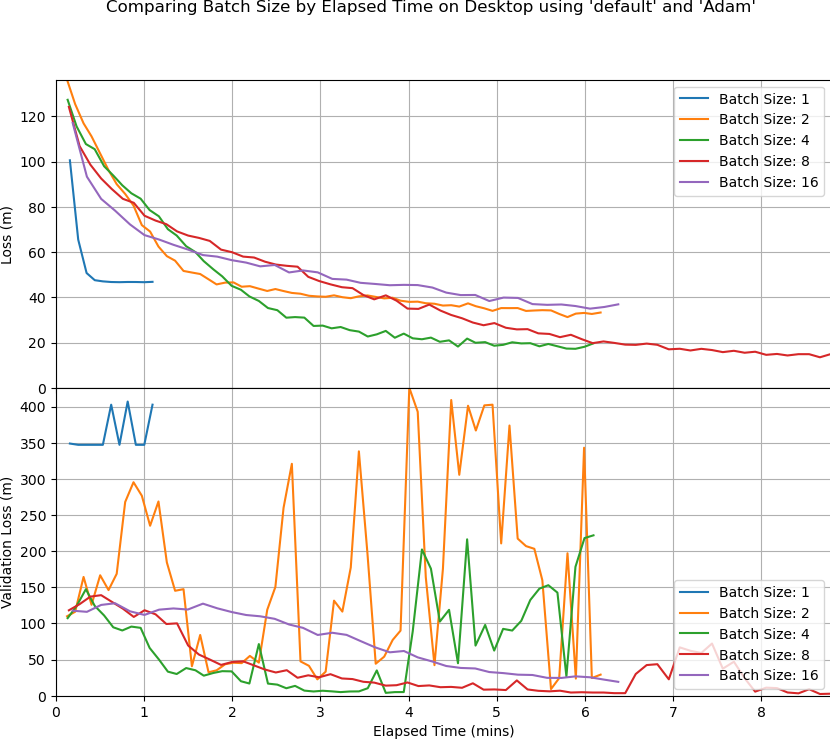 Comparing Batch Size by Elapsed Time on Desktop using 'default' and 'Adam'
Loss (m)
120
100
80
60
40
20
0
Batch Size: 1
Batch Size: 2
Batch Size: 4
Batch Size: 8
Batch Size: 16
Validation Loss (m)
400
350
300
250
200
150
100
50
0
Batch Size: 1
Batch Size: 2
Batch Size: 4
Batch Size: 8
Batch Size: 16
0 1 2 3 4 5 6 7 8
Elapsed Time (mins)